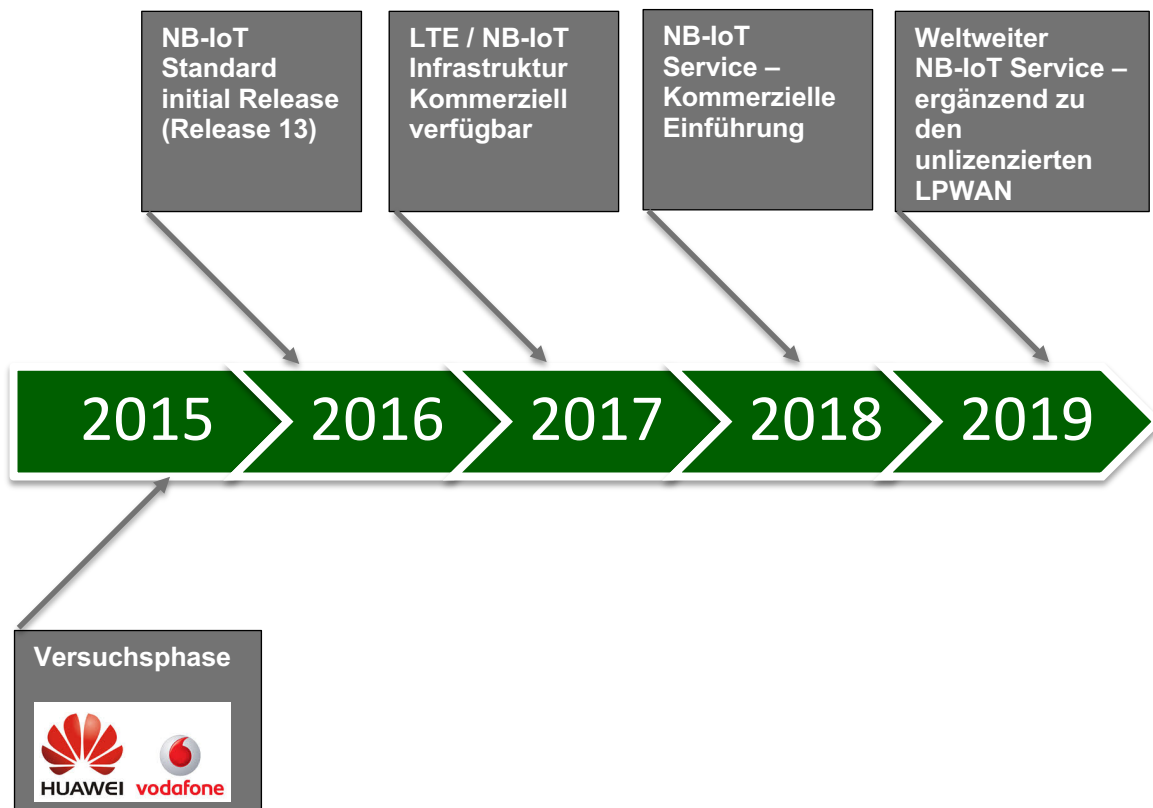 NB-IoT
Standard
initial Release
(Release 13)
LTE / NB-IoT
Infrastruktur
Kommerziell
verfügbar
NB-IoT
Service –
Kommerzielle
Einführung
Weltweiter
NB-IoT Service –
ergänzend zu
den
unlizenzierten
LPWAN
2015
2016
2017
2018
2019
Versuchsphase
HUAWEI
vodafone